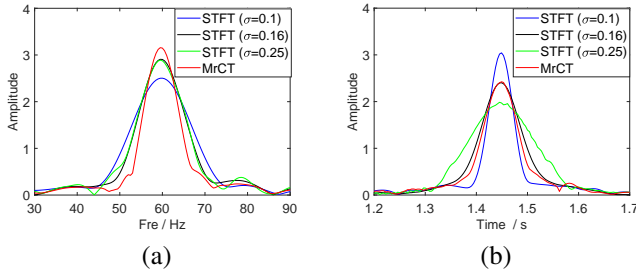 4
3
2
1
0
Amplitude
30 40 50 60 70 80 90
Fre / Hz
STFT (σ=0.1)
STFT (σ=0.16)
STFT (σ=0.25)
MrCT
(a)
4
3
2
1
0
Amplitude
1.2 1.3 1.4 1.5 1.6 1.7
Time / s
STFT (σ=0.1)
STFT (σ=0.16)
STFT (σ=0.25)
MrCT
(b)